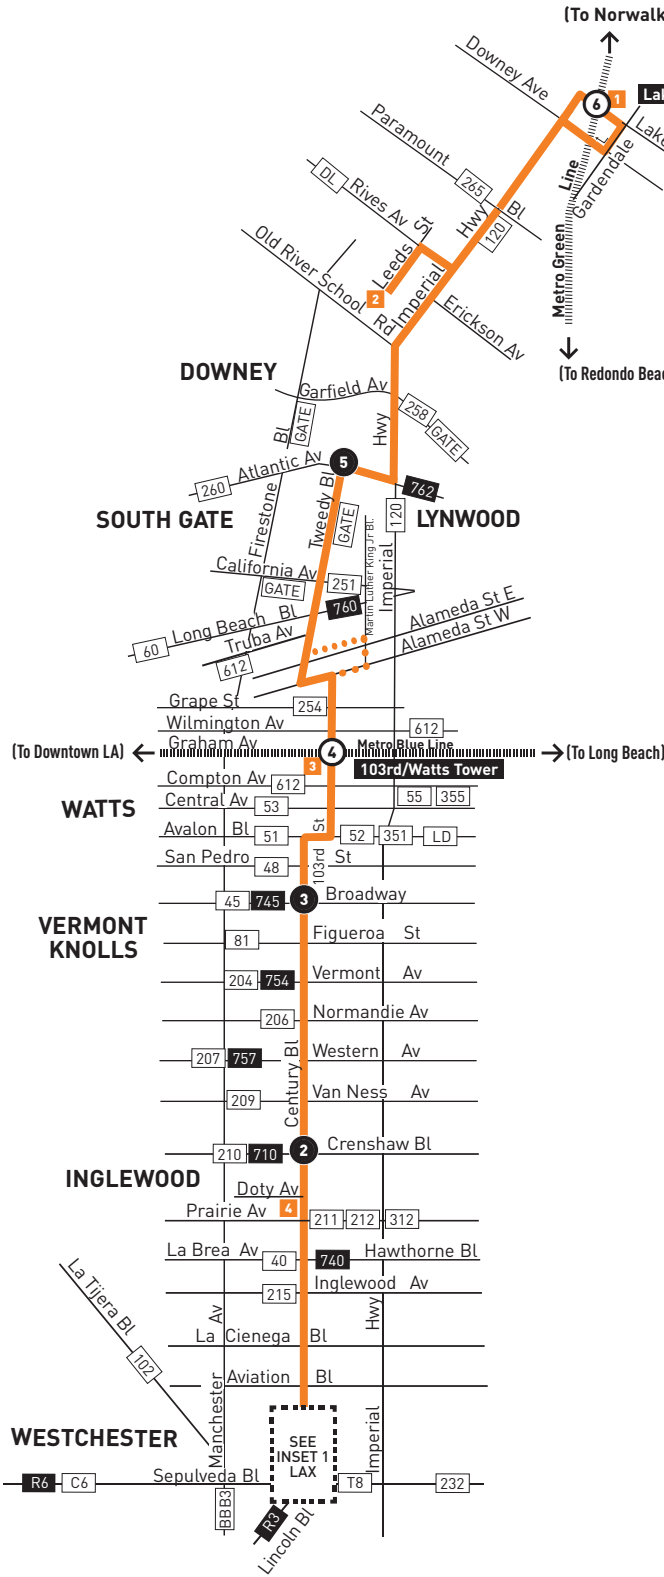 (To Norwalk
Downey Ave
6
1
Lak
Lake
Paramount
Bl
265
120
Hwy
Line
Gardendale
DL
Rives Av
Leeds St
2
Imperial
Old River School Rd
Erickson Av
Metro Green
(To Redondo Beac
DOWNEY
Garfield Av
258
GATE
Bl
GATE
Hwy
Atlantic Av
5
260
762
SOUTH GATE
LYNWOOD
Firestone
Tweedy Bl
GATE
120
Martin Luther King Jr Bl.
Imperial
California Av
GATE
251
760
Long Beach Bl
60
Truba Av
612
Alameda St E
Alameda St W
Grape St
254
Wilmington Av
612
(To Downtown LA)
Graham Av
4
Metro Blue Line
(To Long Beach)
3
103rd/Watts Tower
Compton Av
612
WATTS
Central Av
53
55
355
Avalon Bl
51
52
351
LD
San Pedro St
48
103rd St
45
745
3
Broadway
VERMONT
KNOLLS
81
Figueroa St
204
754
Vermont Av
206
Normandie Av
207
757
Western Av
Century Bl
209
Van Ness Av
210
710
2
Crenshaw Bl
INGLEWOOD
Doty Av
4
Prairie Av
211
212
312
La Brea Av
40
740
Hawthorne Bl
215
Inglewood Av
La Tijera Bl
102
La Cienega Bl
Aviation Bl
Manchester Av
Imperial Hwy
WESTCHESTER
SEE
INSET 1
LAX
R6
C6
Sepulveda Bl
T8
232
BBB3
R3
Lincoln Bl